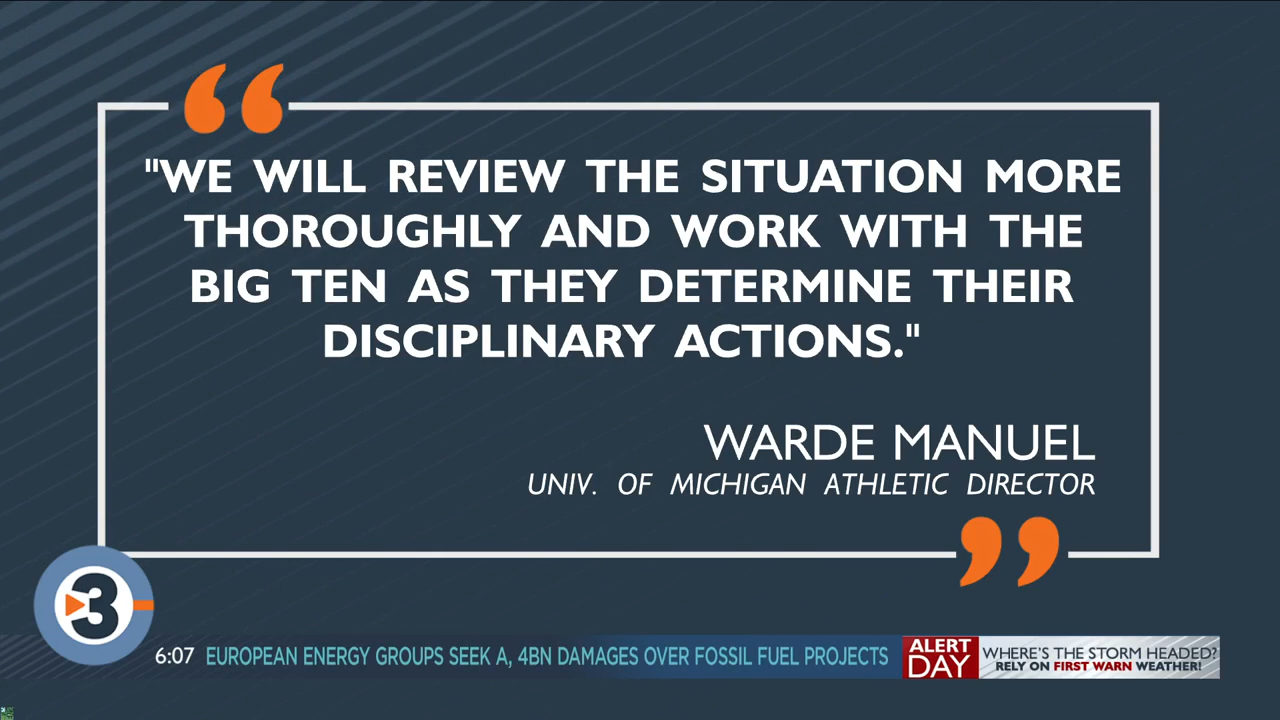 "WE WILL REVIEW THE SITUATION MORE
THOROUGHLY AND WORK WITH THE
BIG TEN AS THEY DETERMINE THEIR
DISCIPLINARY ACTIONS."
WARDE MANUEL
UNIV. OF MICHIGAN ATHLETIC DIRECTOR
3
6:07 EUROPEAN ENERGY GROUPS SEEK A, 4BN DAMAGES OVER FOSSIL FUEL PROJECTS
ALERT
DAY
WHERE'S THE STORM HEADED?
RELY ON FIRST WARN WEATHER!